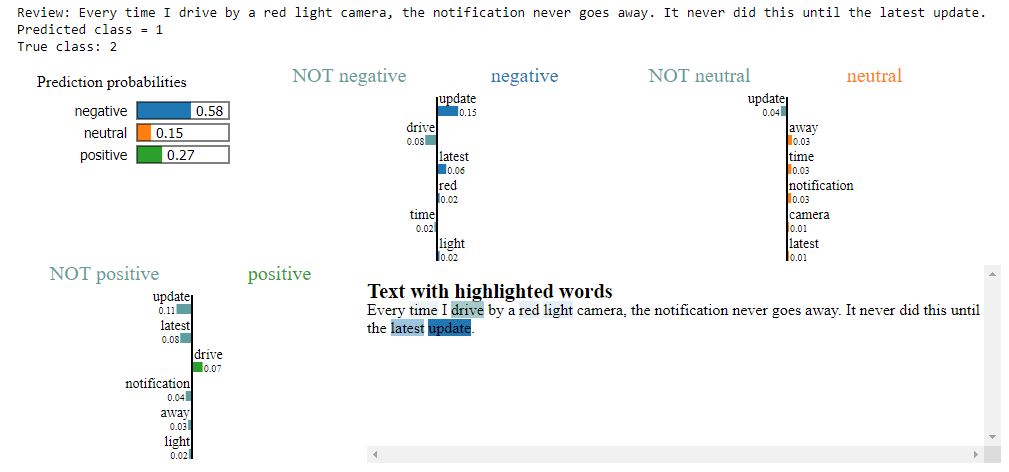 Review: Every time I drive by a red light camera, the notification never goes away. It never did this until the latest update.
Predicted class = 1
True class: 2
Prediction probabilities
negative 0.58
neutral 0.15
positive 0.27
NOT negative negative
update
0.15
drive
0.08
latest
0.06
red
0.02
time
0.02
light
0.02
NOT neutral neutral
update
0.04
away
0.03
time
0.03
notification
0.03
camera
0.01
latest
0.01
NOT positive positive
update
0.11
latest
0.08
drive
0.07
notification
0.04
away
0.03
light
0.02
Text with highlighted words
Every time I drive by a red light camera, the notification never goes away. It never did this until
the latest update.